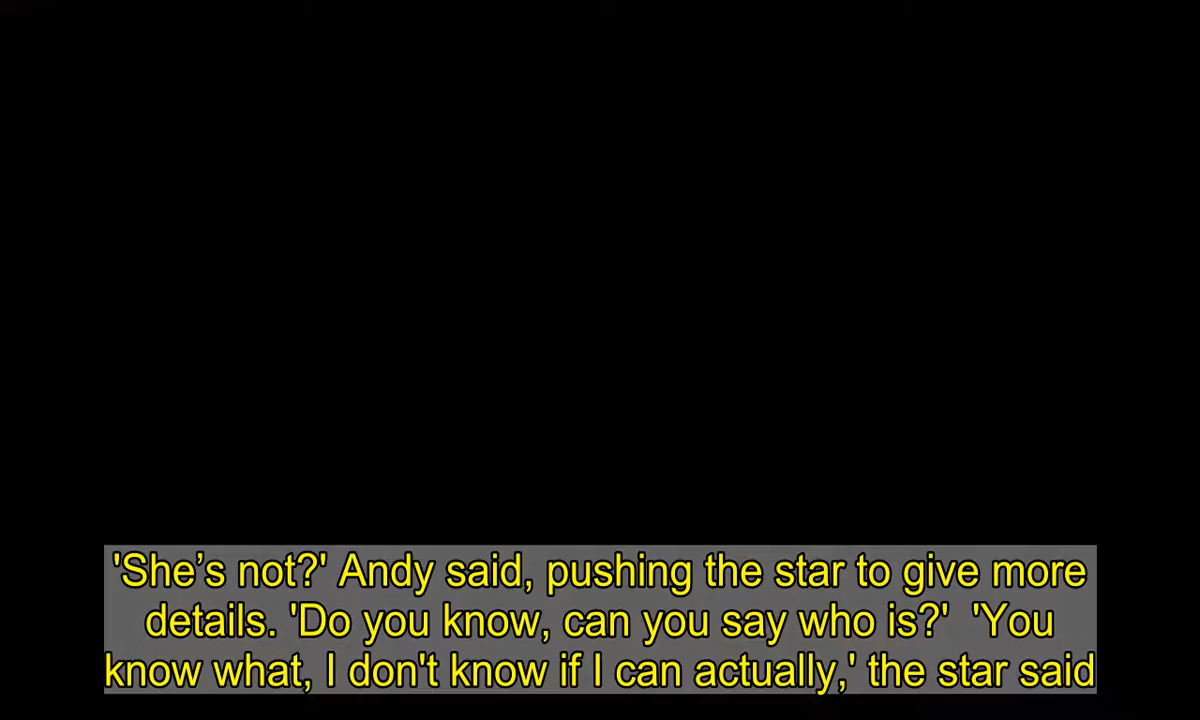 'She’s not?' Andy said, pushing the star to give more
details. 'Do you know, can you say who is?'  'You
know what, I don't know if I can actually,' the star said